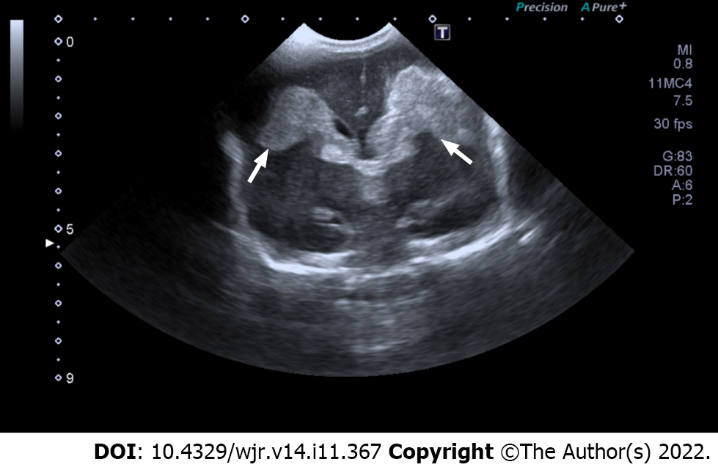 Precision A Pure+
T
0
MI
0.8
11MC4
7.5
30 fps
G:83
DR:60
A:6
P:2
5
9
DOI: 10.4329/wjr.v14.i11.367 Copyright ©The Author(s) 2022.